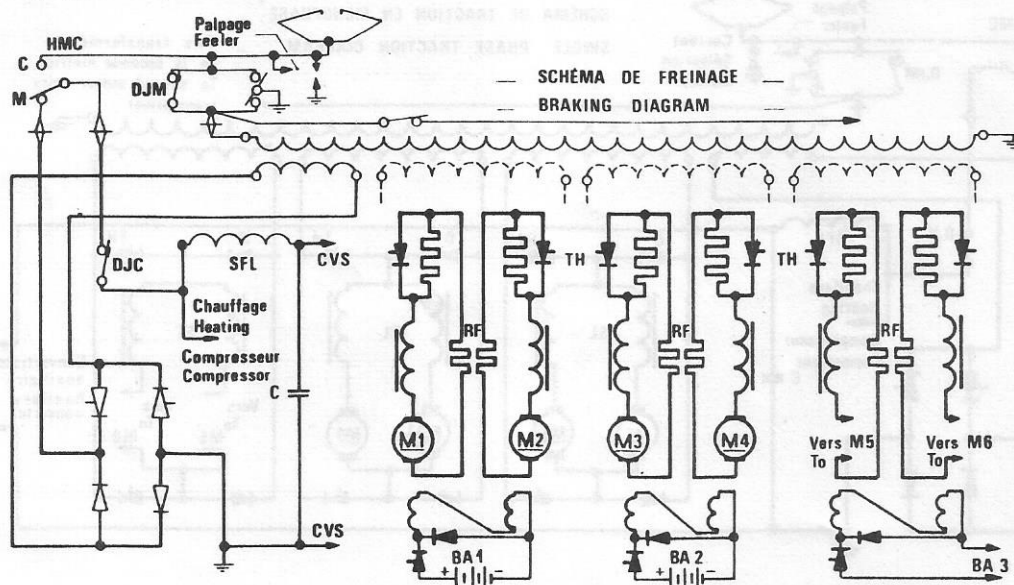 Palpage
Feeler
HMC
C
M
DJM
SCHÉMA DE FREINAGE
BRAKING DIAGRAM
DJC
SFL
CVS
TH
TH
Chauffage
Heating
RF
RF
RF
Compresseur
Compressor
C
M1
M2
M3
M4
Vers M5
To
Vers M6
To
CVS
BA 1
+
-
BA 2
+
-
BA 3